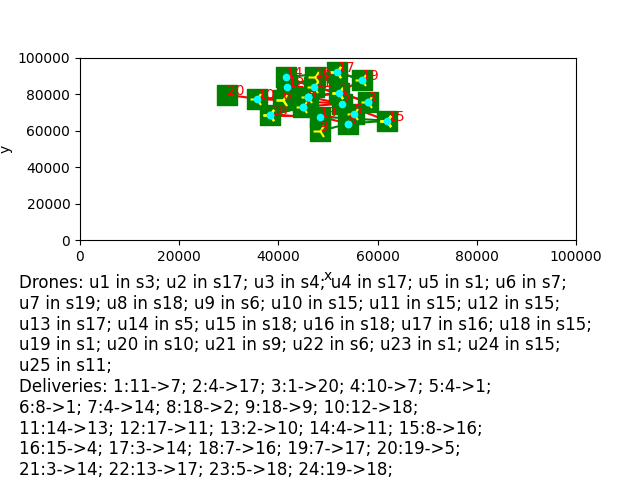 100000
80000
60000
40000
20000
0
y
20
17
19
15
0
20000
40000
60000
80000
100000
x
Drones: u1 in s3; u2 in s17; u3 in s4; u4 in s17; u5 in s1; u6 in s7;
u7 in s19; u8 in s18; u9 in s6; u10 in s15; u11 in s15; u12 in s15;
u13 in s17; u14 in s5; u15 in s18; u16 in s18; u17 in s16; u18 in s15;
u19 in s1; u20 in s10; u21 in s9; u22 in s6; u23 in s1; u24 in s15;
u25 in s11;
Deliveries: 1:11->7; 2:4->17; 3:1->20; 4:10->7; 5:4->1;
6:8->1; 7:4->14; 8:18->2; 9:18->9; 10:12->18;
11:14->13; 12:17->11; 13:2->10; 14:4->11; 15:8->16;
16:15->4; 17:3->14; 18:7->16; 19:7->17; 20:19->5;
21:3->14; 22:13->17; 23:5->18; 24:19->18;